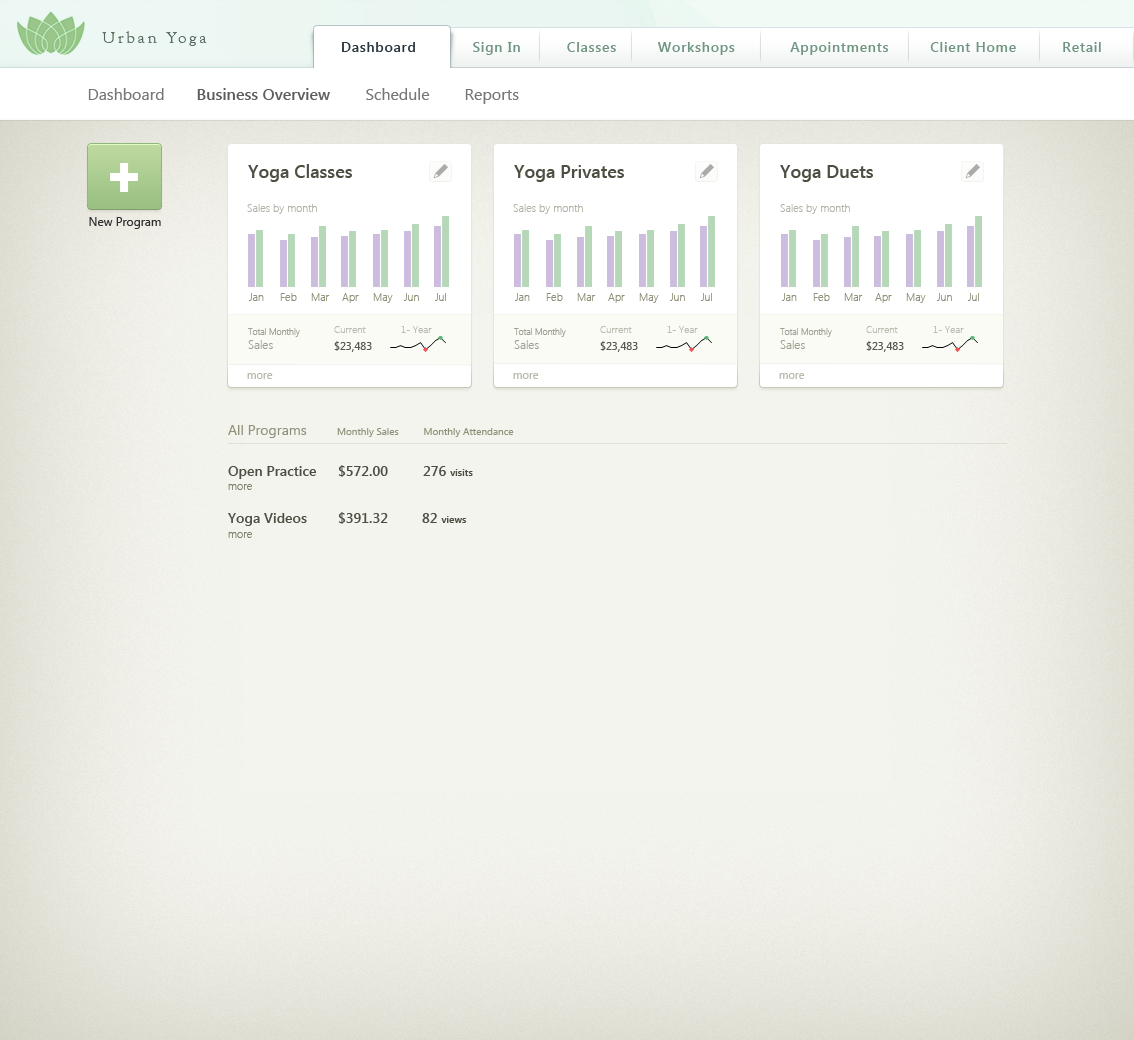 Urban Yoga
Dashboard
Sign In
Classes
Workshops
Appointments
Client Home
Retail
Dashboard
Business Overview
Schedule
Reports
New Program
Yoga Classes
Sales by month
Jan Feb Mar Apr May Jun Jul
Total Monthly
Sales
Current
$23,483
1- Year
more
Yoga Privates
Sales by month
Jan Feb Mar Apr May Jun Jul
Total Monthly
Sales
Current
$23,483
1- Year
more
Yoga Duets
Sales by month
Jan Feb Mar Apr May Jun Jul
Total Monthly
Sales
Current
$23,483
1- Year
more
All Programs Monthly Sales Monthly Attendance
Open Practice $572.00 276 visits
more
Yoga Videos $391.32 82 views
more